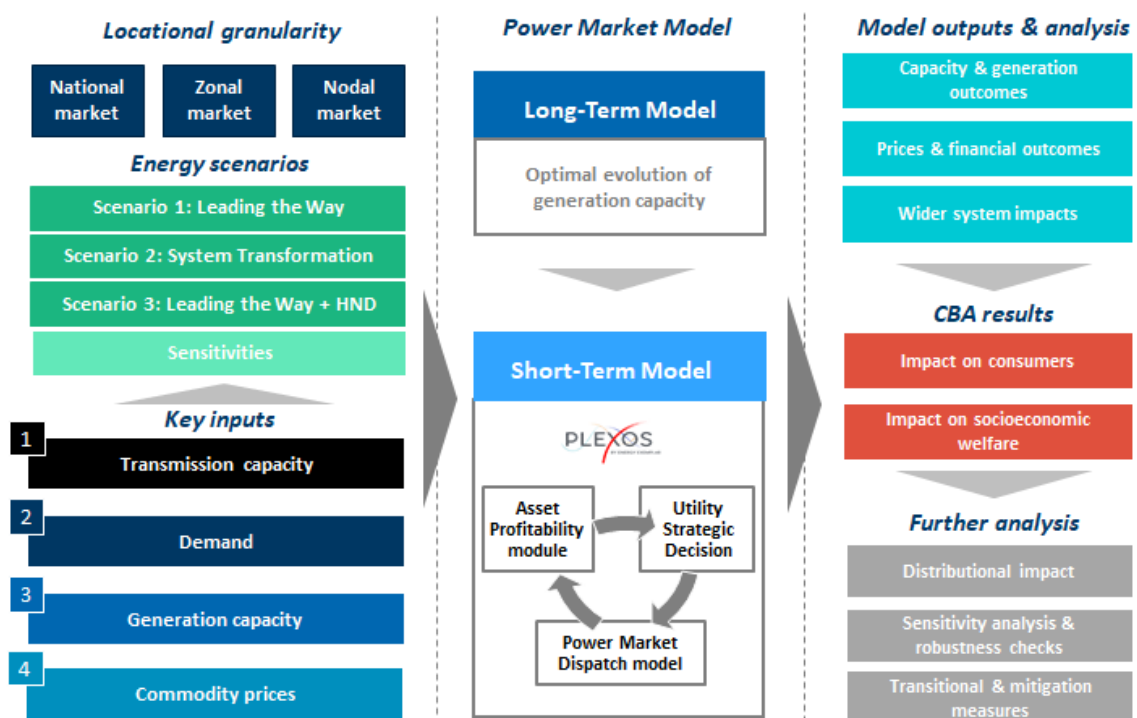 Locational granularity
National
market
Zonal
market
Nodal
market
Energy scenarios
Scenario 1: Leading the Way
Scenario 2: System Transformation
Scenario 3: Leading the Way + HND
Sensitivities
Key inputs
1
Transmission capacity
2
Demand
3
Generation capacity
4
Commodity prices
Power Market Model
Long-Term Model
Optimal evolution of
generation capacity
Short-Term Model
PLEXOS
BY ENERGY EXEMPLAR
Asset
Profitability
module
Utility
Strategic
Decision
Power Market
Dispatch model
Model outputs & analysis
Capacity & generation
outcomes
Prices & financial outcomes
Wider system impacts
CBA results
Impact on consumers
Impact on socioeconomic
welfare
Further analysis
Distributional impact
Sensitivity analysis &
robustness checks
Transitional & mitigation
measures